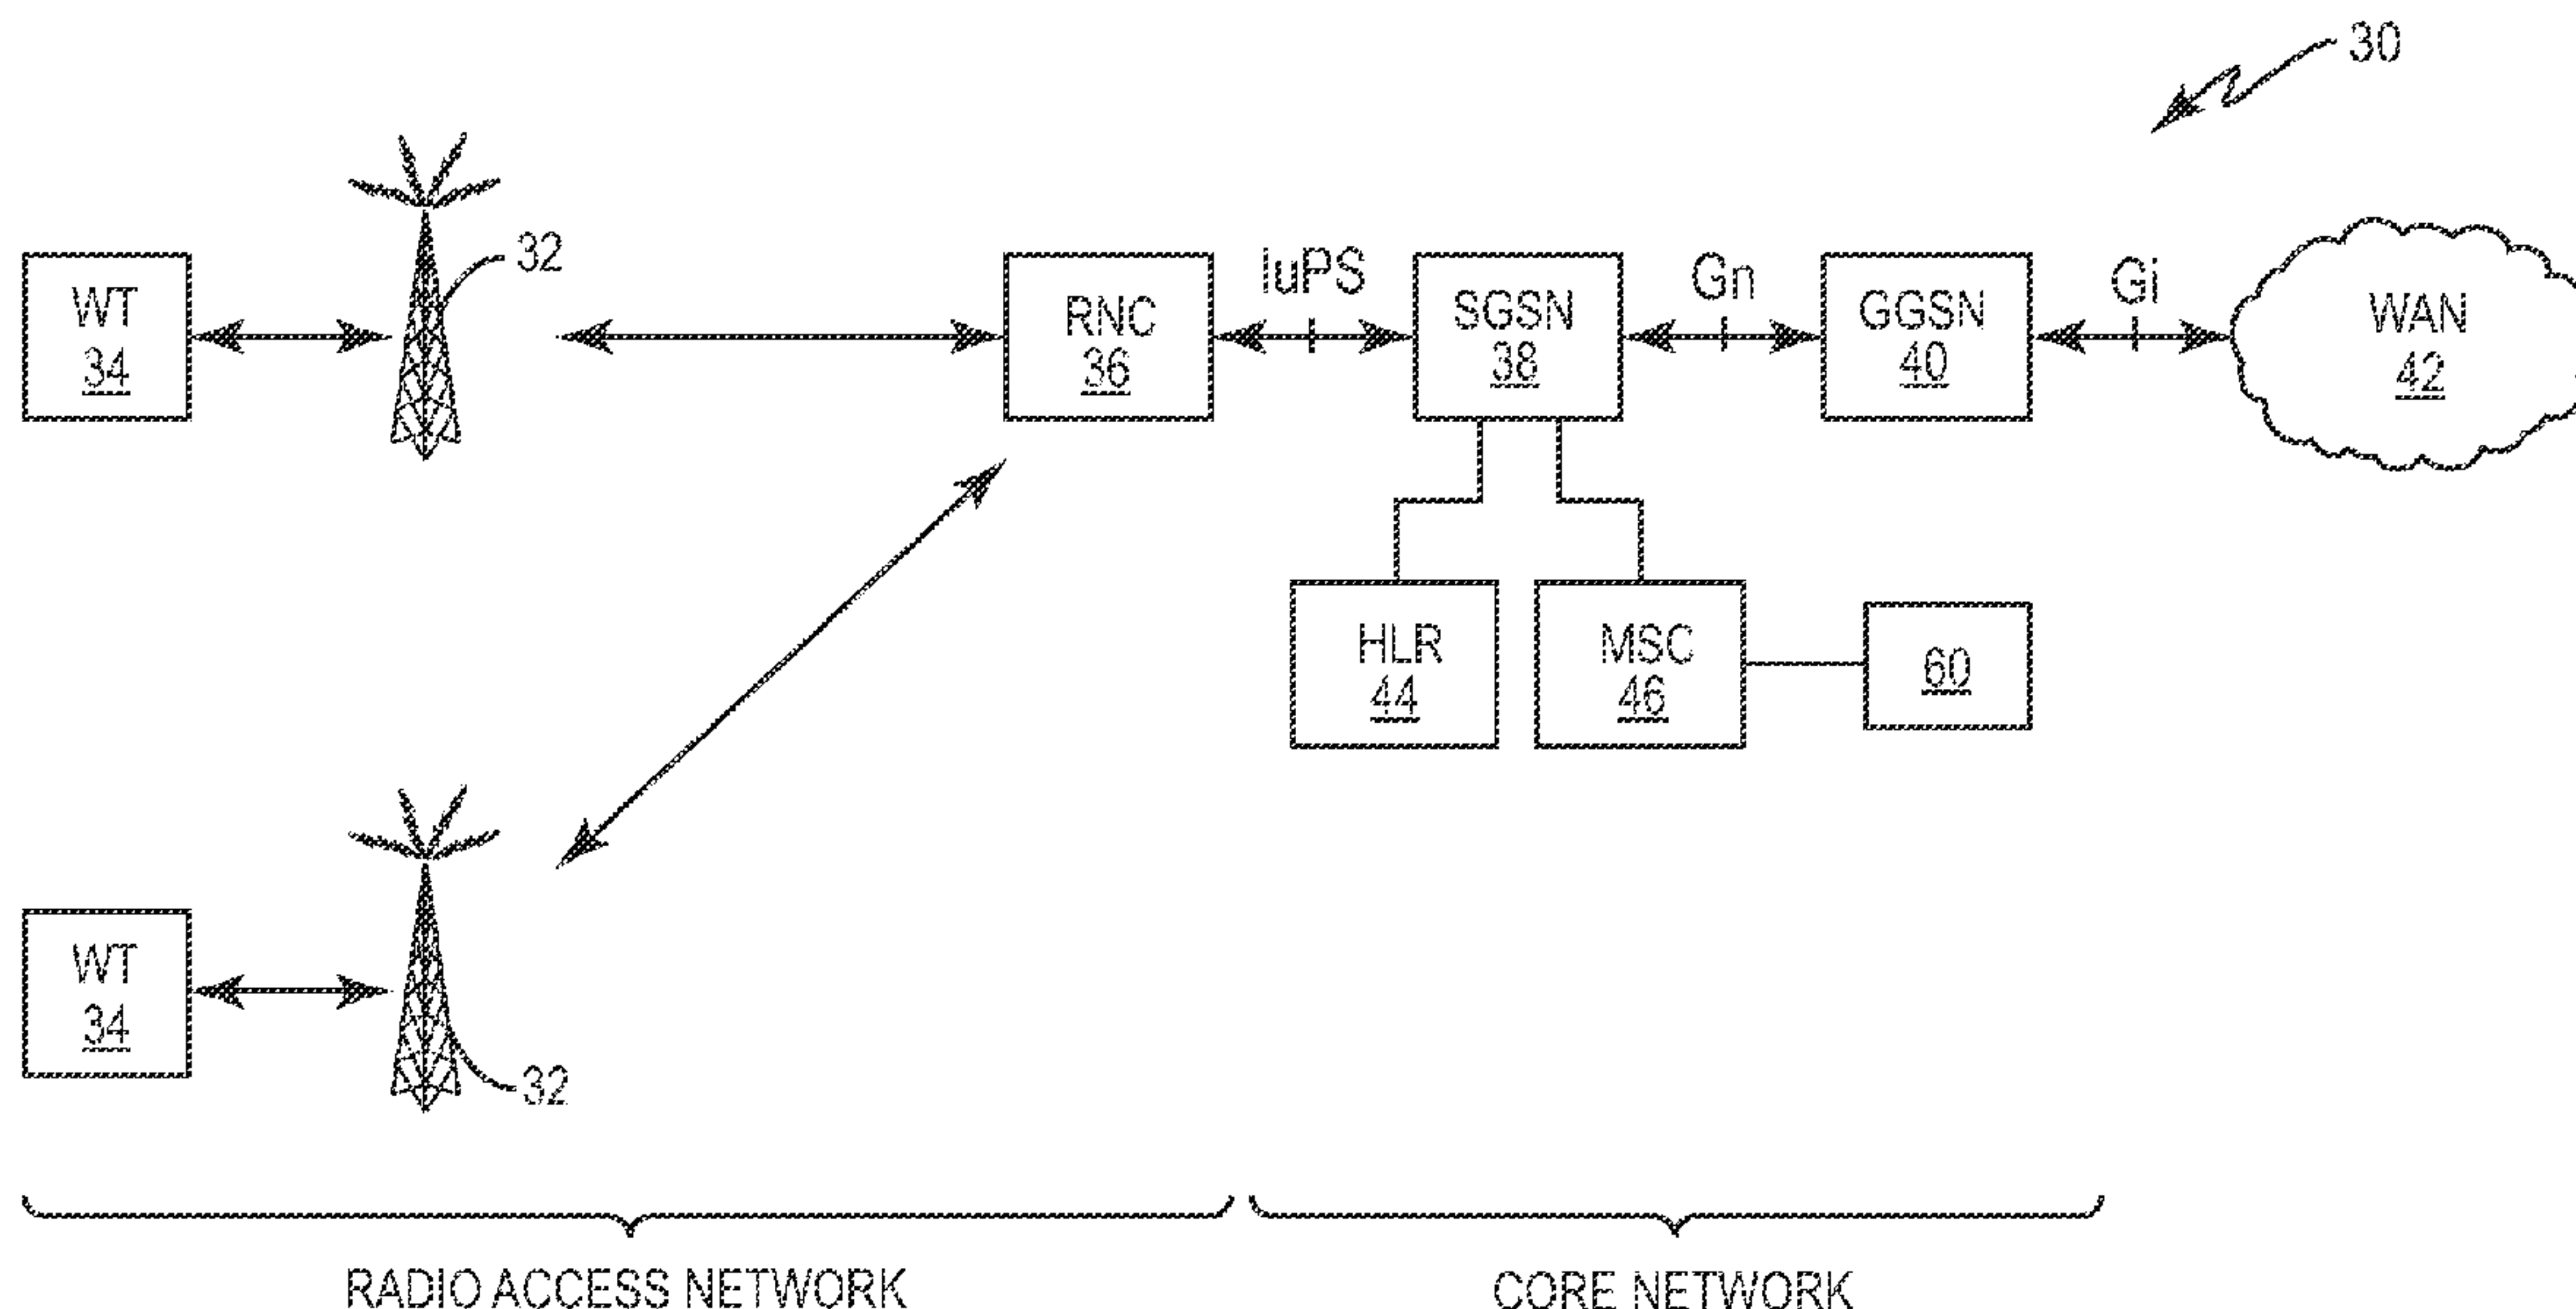 30
32
WT
34
RNC
36
IuPS
SGSN
38
Gn
GGSN
40
Gi
WAN
42
HLR
44
MSC
46
60
WT
34
32
RADIO ACCESS NETWORK
CORE NETWORK